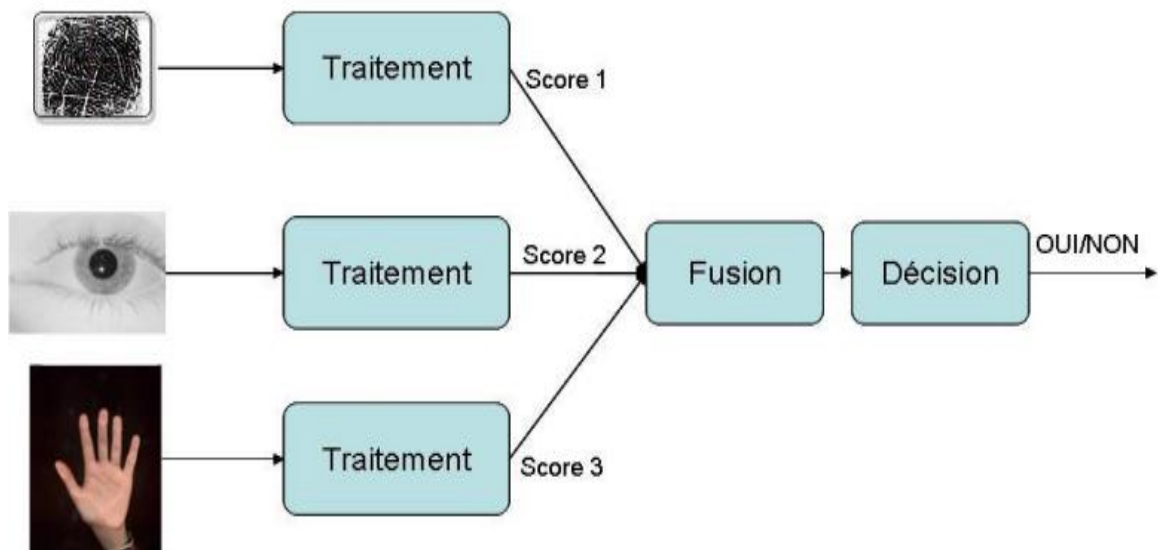 Traitement
Score 1
Traitement
Score 2
Fusion
Décision
OUI/NON
Traitement
Score 3